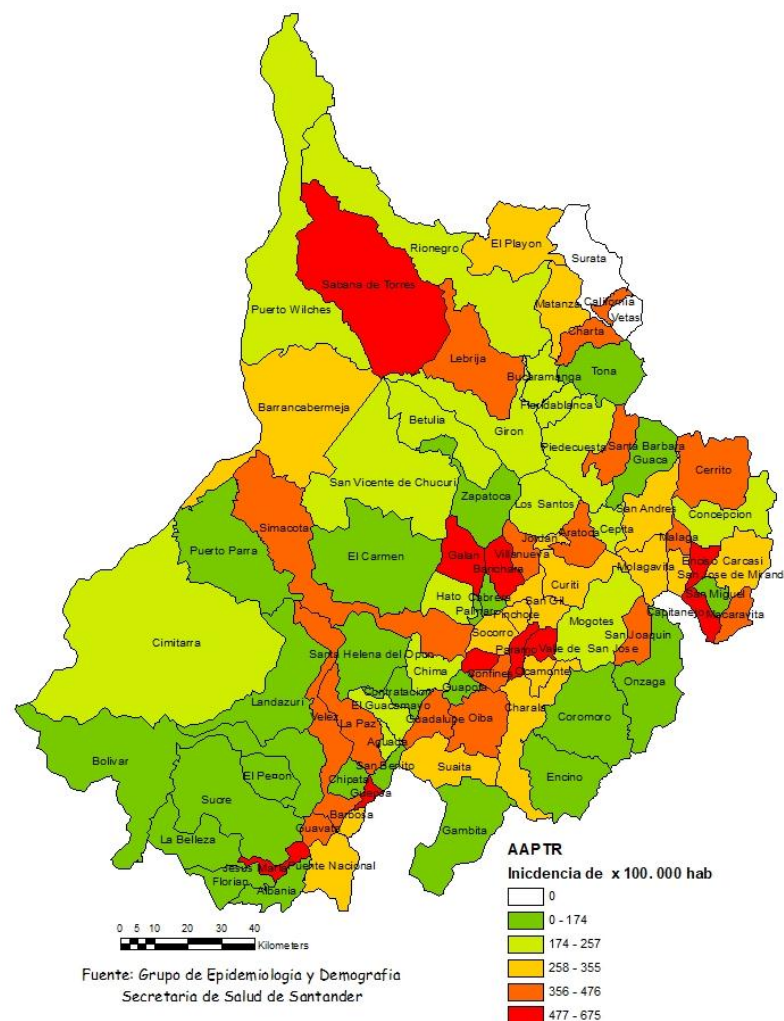 El Playon
Rionegro
Surata
Sabana de Torres
California
Matanza
Vetas
Puerto Wilches
Charta
Lebrija
Tona
Bucaramanga
Barrancabermeja
Floridablanca
Betulia
Giron
Piedecuesta
Santa Barbara
Guaca
Cerrito
San Vicente de Chucuri
Zapatoca
Los Santos
San Andres
Concepcion
Simacota
Cepita
Jordan
Aratoca
Malaga
Puerto Parra
El Carmen
Galan
Villanueva
Barichara
Enciso
Carcasi
Molagavita
San Jose de Mirand
Curiti
Hato
Cabrera
San Gil
San Miguel
Palmar
Pinchote
Mogotes
Capitanejo
Macaravita
Socorro
San Joaquin
Cimitarra
Paramo
Valle de San Jose
Santa Helena del Opon
Chima
Confines
Ocamonte
Onzaga
Guapota
Contratacion
Landazuri
El Guacamayo
Charala
Velez
La Paz
Guadalupe
Oiba
Coromoro
Aguada
Bolivar
San Benito
Suaita
El Penon
Chipata
Encino
Guepsa
Sucre
Barbosa
Gambita
Guavata
La Belleza
Jesus Maria
Puente Nacional
Florian
Albania
AAPTR
Inicdencia de x 100.000 hab
0
0 - 174
174 - 257
258 - 355
356 - 476
477 - 675
0 5 10 20 30 40
Kilometers
Fuente: Grupo de Epidemiologia y Demografia
Secretaria de Salud de Santander